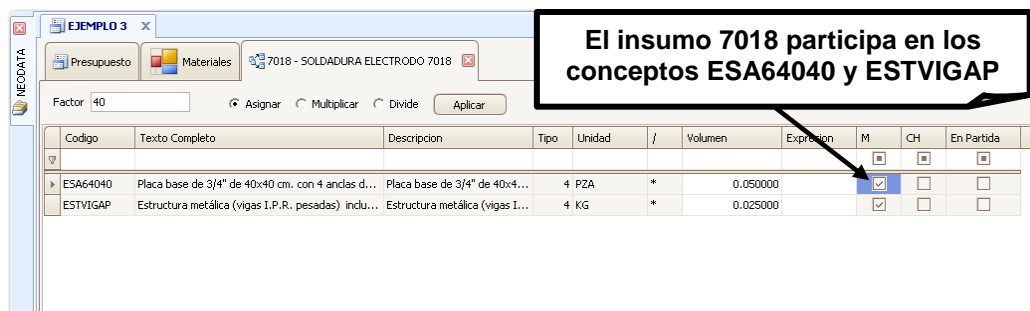 EJEMPLO 3 X
El insumo 7018 participa en los
conceptos ESA64040 y ESTVIGAP
NEODATA
Presupuesto Materiales 7018 - SOLDADURA ELECTRODO 7018
Factor 40 Asignar Multiplicar Divide Aplicar
Codigo Texto Completo Descripcion Tipo Unidad / Volumen Expresion M CH En Partida
ESA64040 Placa base de 3/4" de 40x40 cm. con 4 anclas d... Placa base de 3/4" de 40x4... 4 PZA * 0.050000
ESTVIGAP Estructura metálica (vigas I.P.R. pesadas) inclu... Estructura metálica (vigas I... 4 KG * 0.025000